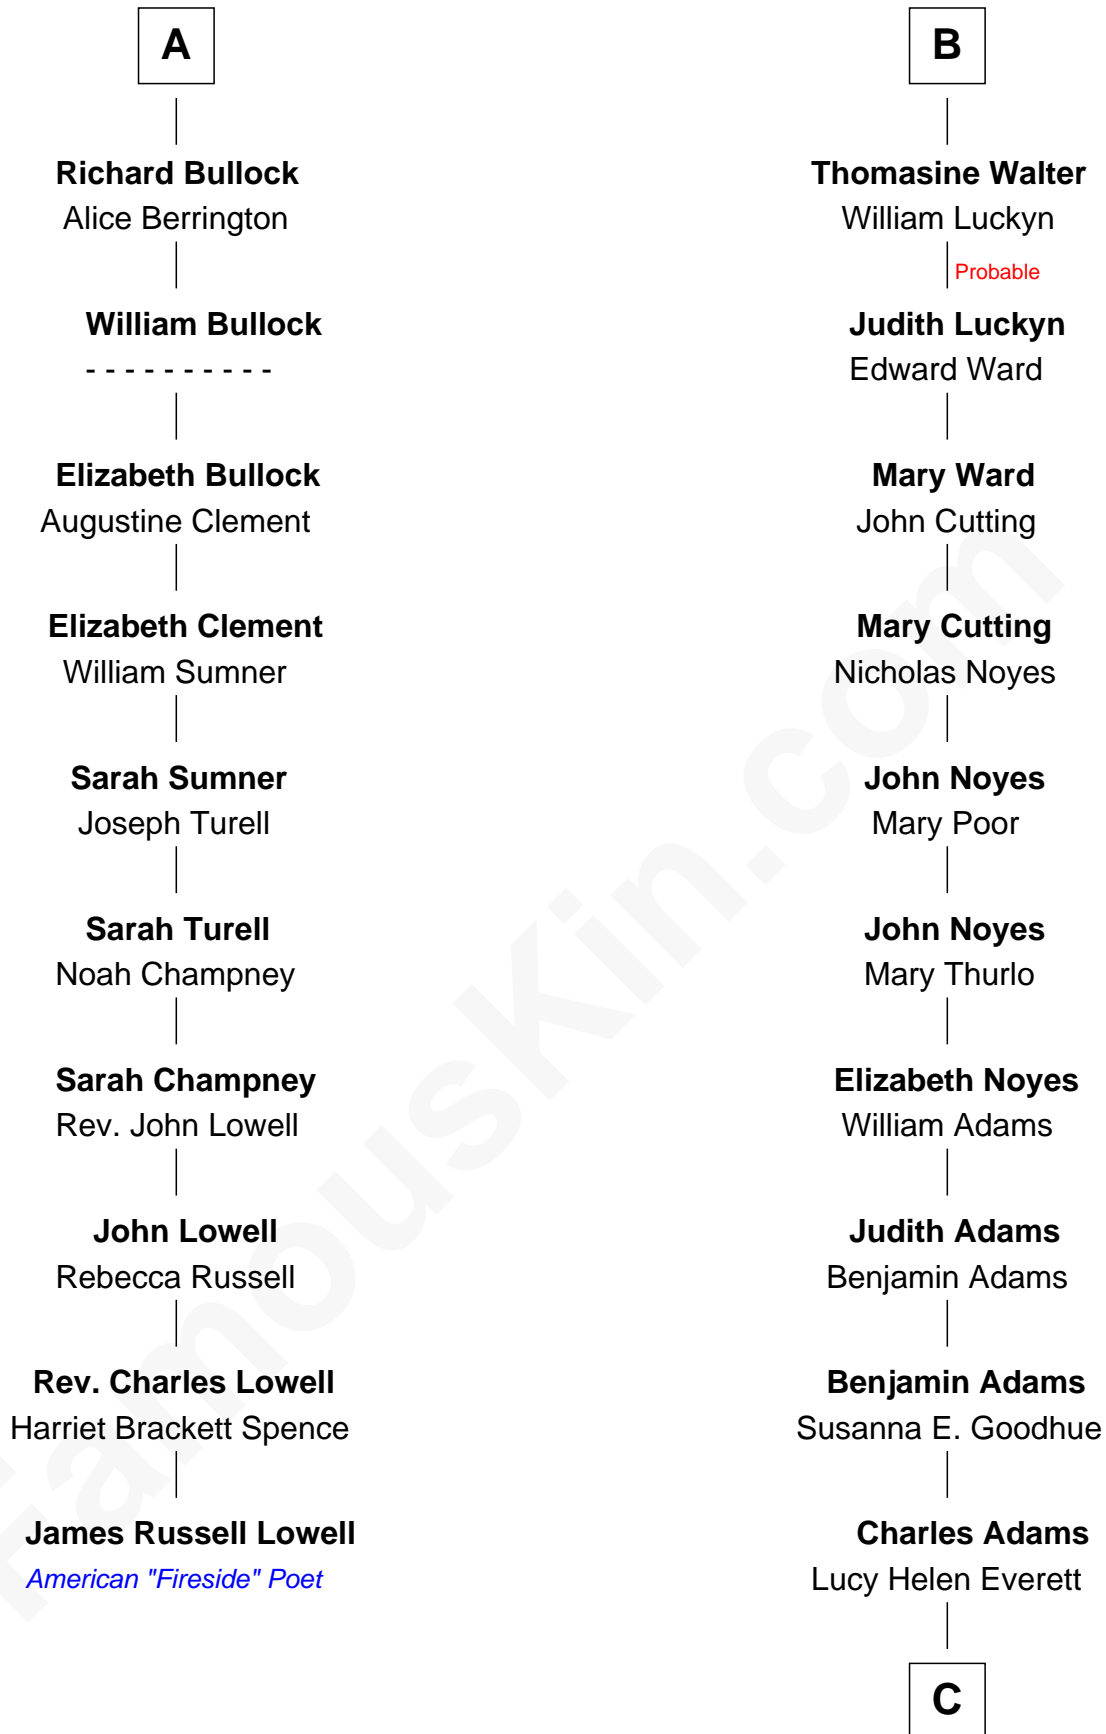 A
Richard Bullock
Alice Berrington
William Bullock
- - - - - - - - - -
Elizabeth Bullock
Augustine Clement
Elizabeth Clement
William Sumner
Sarah Sumner
Joseph Turell
Sarah Turell
Noah Champney
Sarah Champney
Rev. John Lowell
John Lowell
Rebecca Russell
Rev. Charles Lowell
Harriet Brackett Spence
James Russell Lowell
American "Fireside" Poet
B
Thomasine Walter
William Luckyn
Probable
Judith Luckyn
Edward Ward
Mary Ward
John Cutting
Mary Cutting
Nicholas Noyes
John Noyes
Mary Poor
John Noyes
Mary Thurlo
Elizabeth Noyes
William Adams
Judith Adams
Benjamin Adams
Benjamin Adams
Susanna E. Goodhue
Charles Adams
Lucy Helen Everett
C
FamousKin.com